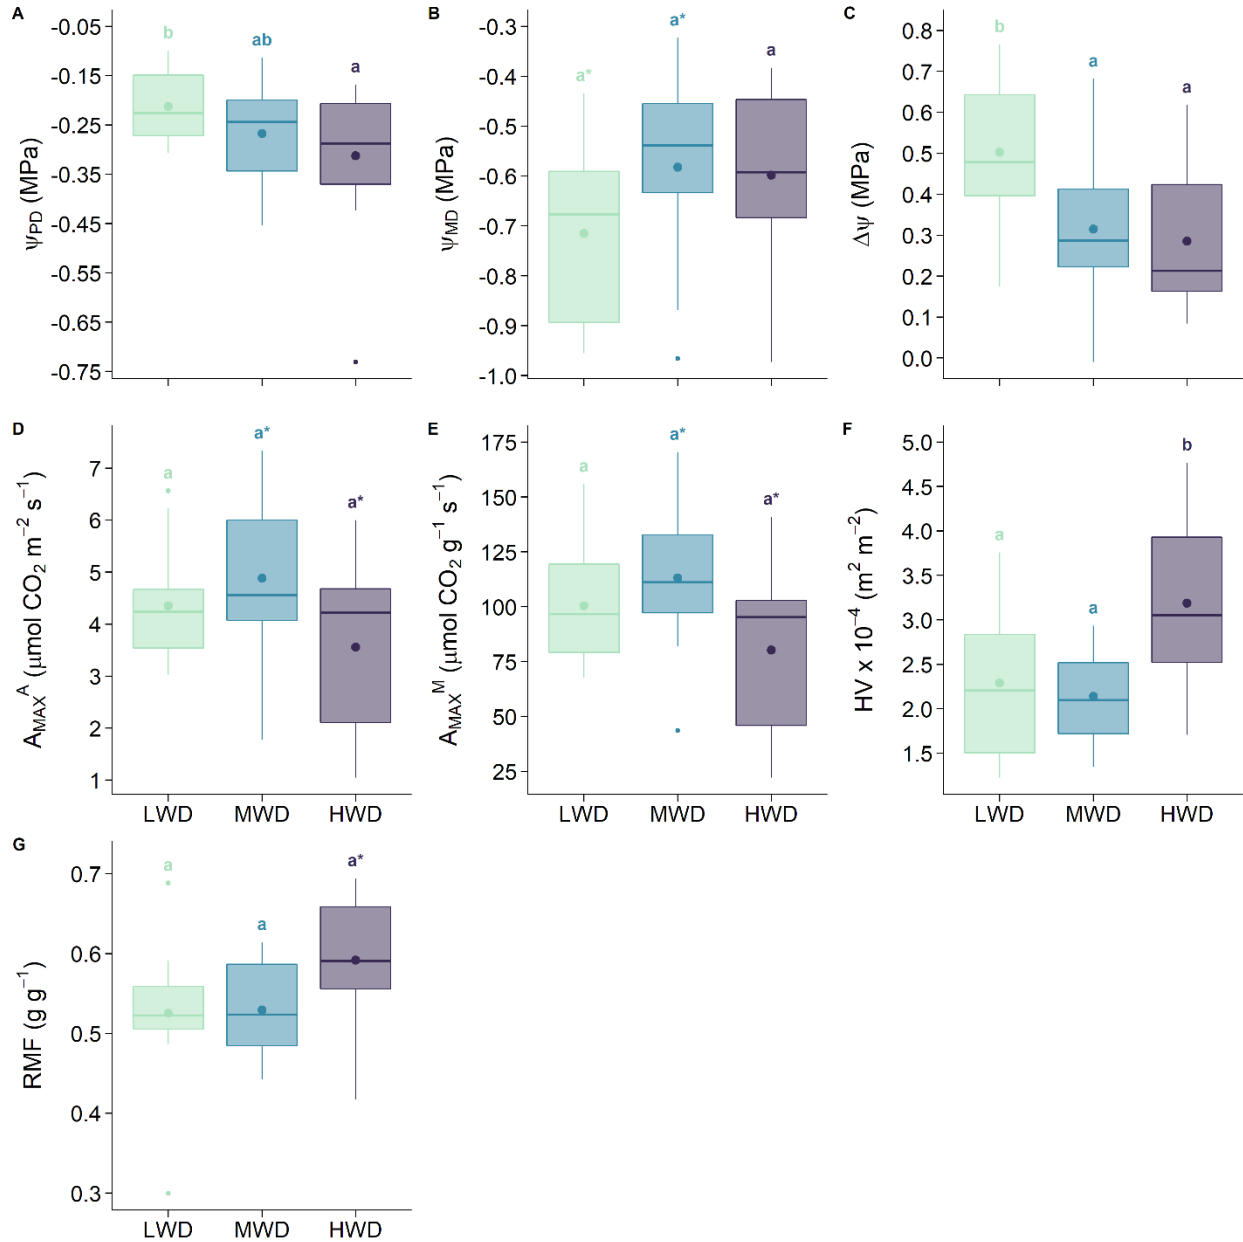 A
ψPD (MPa)
-0.05
-0.15
-0.25
-0.35
-0.45
-0.55
-0.65
-0.75
b
ab
a
B
ψMD (MPa)
-0.3
-0.4
-0.5
-0.6
-0.7
-0.8
-0.9
-1.0
a*
a*
a
C
Δψ (MPa)
0.8
0.7
0.6
0.5
0.4
0.3
0.2
0.1
0.0
b
a
a
D
AMAX^A (μmol CO₂ m⁻² s⁻¹)
7
6
5
4
3
2
1
a
a*
a*
LWD MWD HWD
E
AMAX^M (μmol CO₂ g⁻¹ s⁻¹)
175
150
125
100
75
50
25
a
a*
a*
LWD MWD HWD
F
HV x 10⁻⁴ (m² m⁻²)
5.0
4.5
4.0
3.5
3.0
2.5
2.0
1.5
a
a
b
LWD MWD HWD
G
RMF (g g⁻¹)
0.7
0.6
0.5
0.4
0.3
a
a
a*
LWD MWD HWD